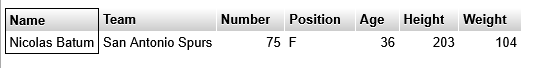 Name Team Number Position Age Height Weight
Nicolas Batum San Antonio Spurs 75 F 36 203 104